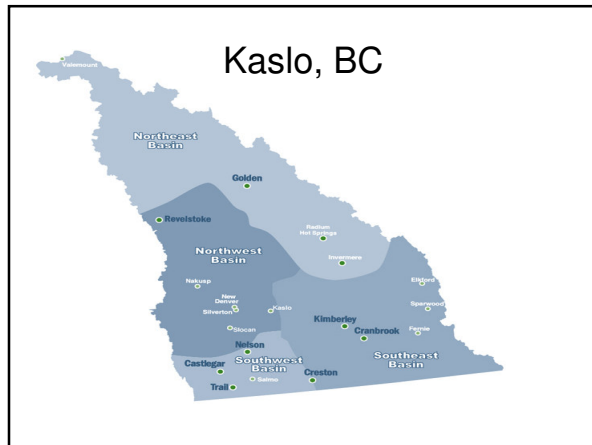 Kaslo, BC
Valemount
Northeast
Basin
Golden
Revelstoke
Radium
Hot Springs
Northwest
Basin
Invermere
Nakusp
Elkford
New
Denver
Silverton
Kaslo
Sparwood
Slocan
Kimberley
Cranbrook
Fernie
Nelson
Southwest
Basin
Southeast
Basin
Castlegar
Salmo
Creston
Trail